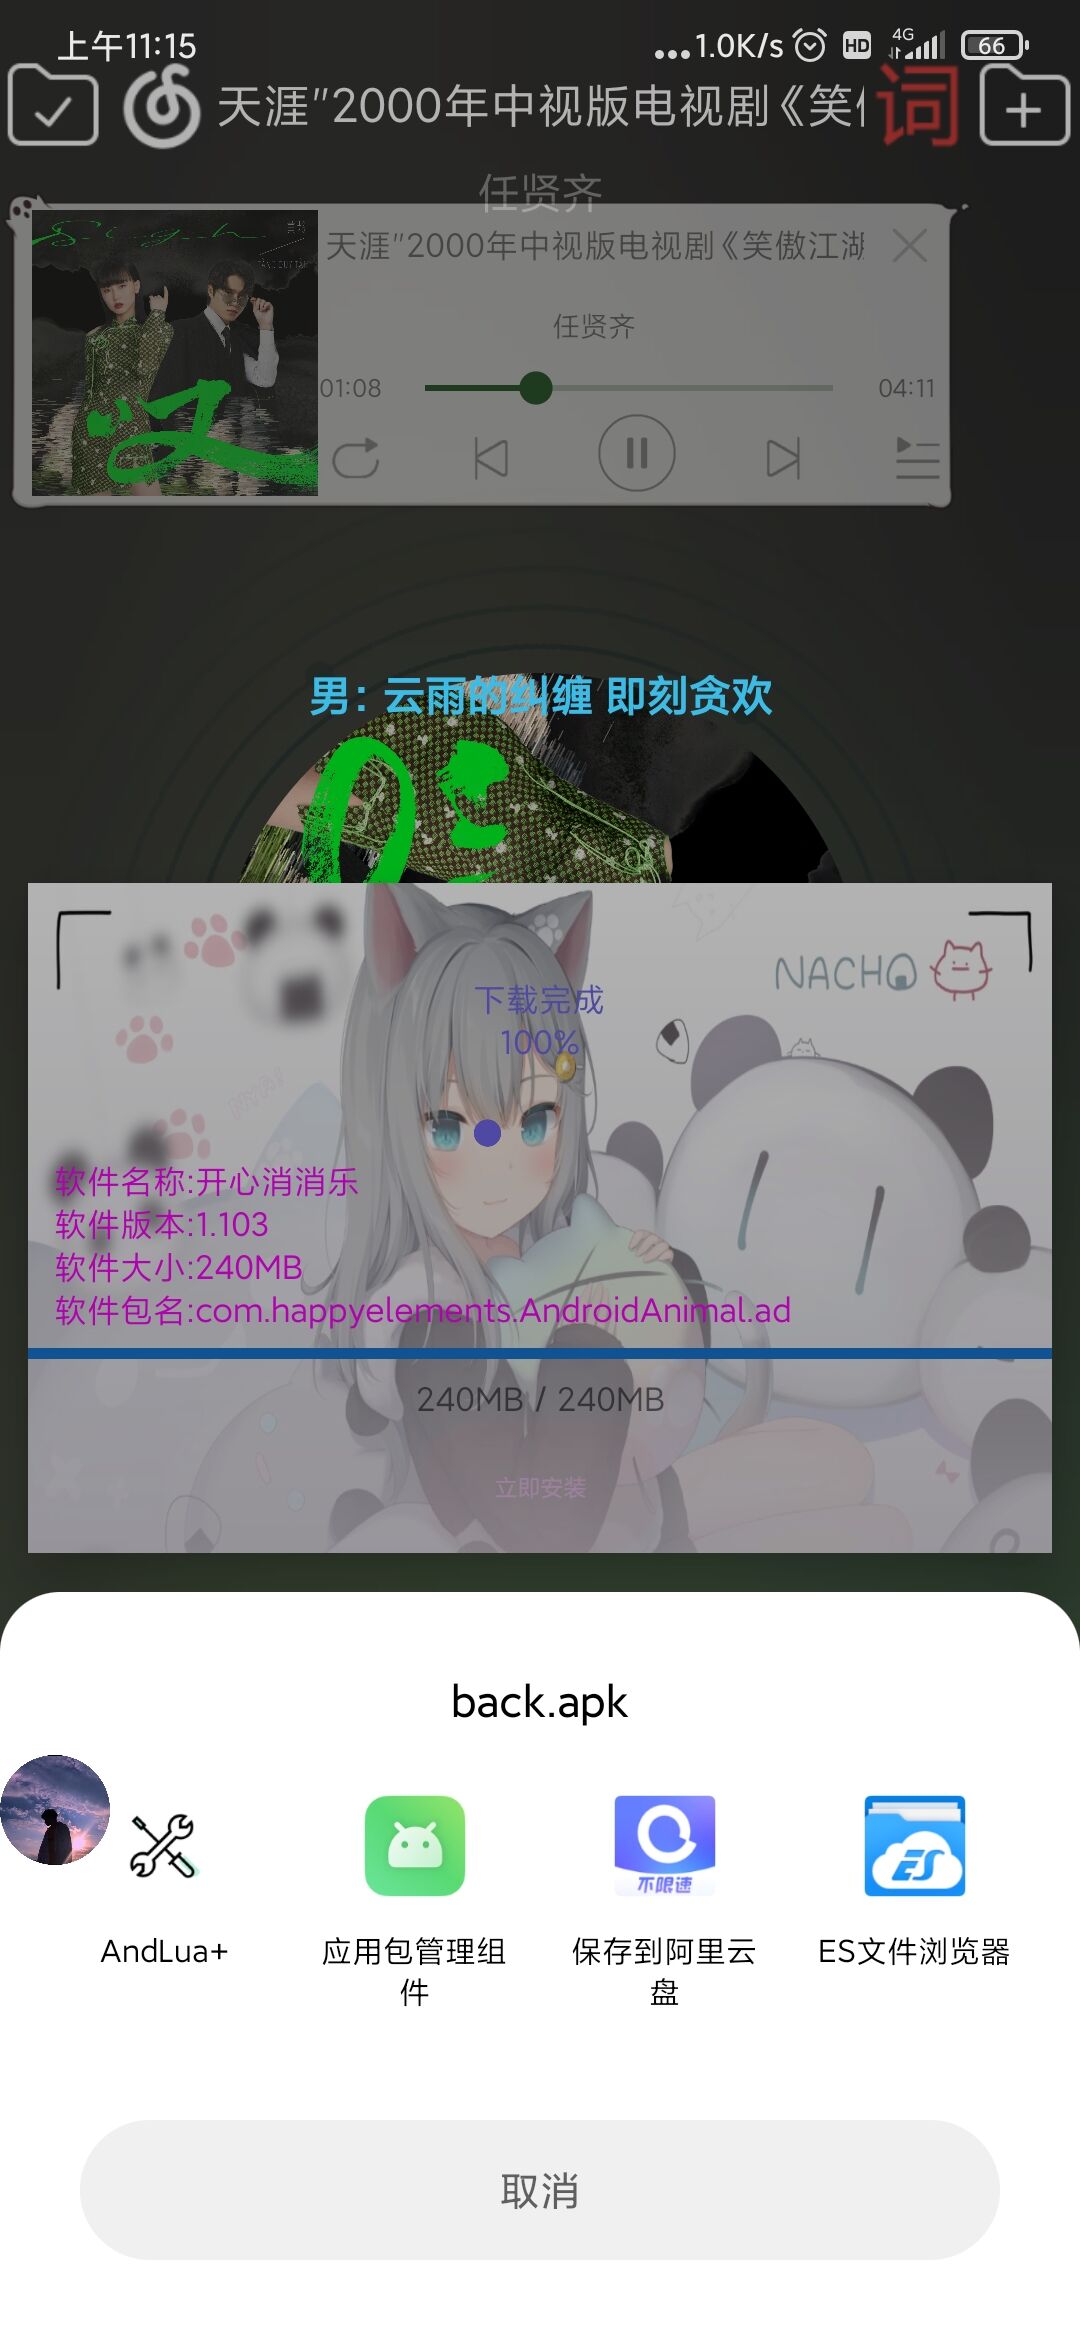 上午11:15
...1.0K/s HD 4G 66
天涯"2000年中视版电视剧《笑
词
任贤齐
天涯"2000年中视版电视剧《笑傲江湖
任贤齐
01:08
04:11
男: 云雨的纠缠 即刻贪欢
NACHO
下载完成
100%
NYA!
软件名称:开心消消乐
软件版本:1.103
软件大小:240MB
软件包名:com.happyelements.AndroidAnimal.ad
240MB / 240MB
立即安装
back.apk
不限速
ES
AndLua+
应用包管理组
件
保存到阿里云
盘
ES文件浏览器
取消